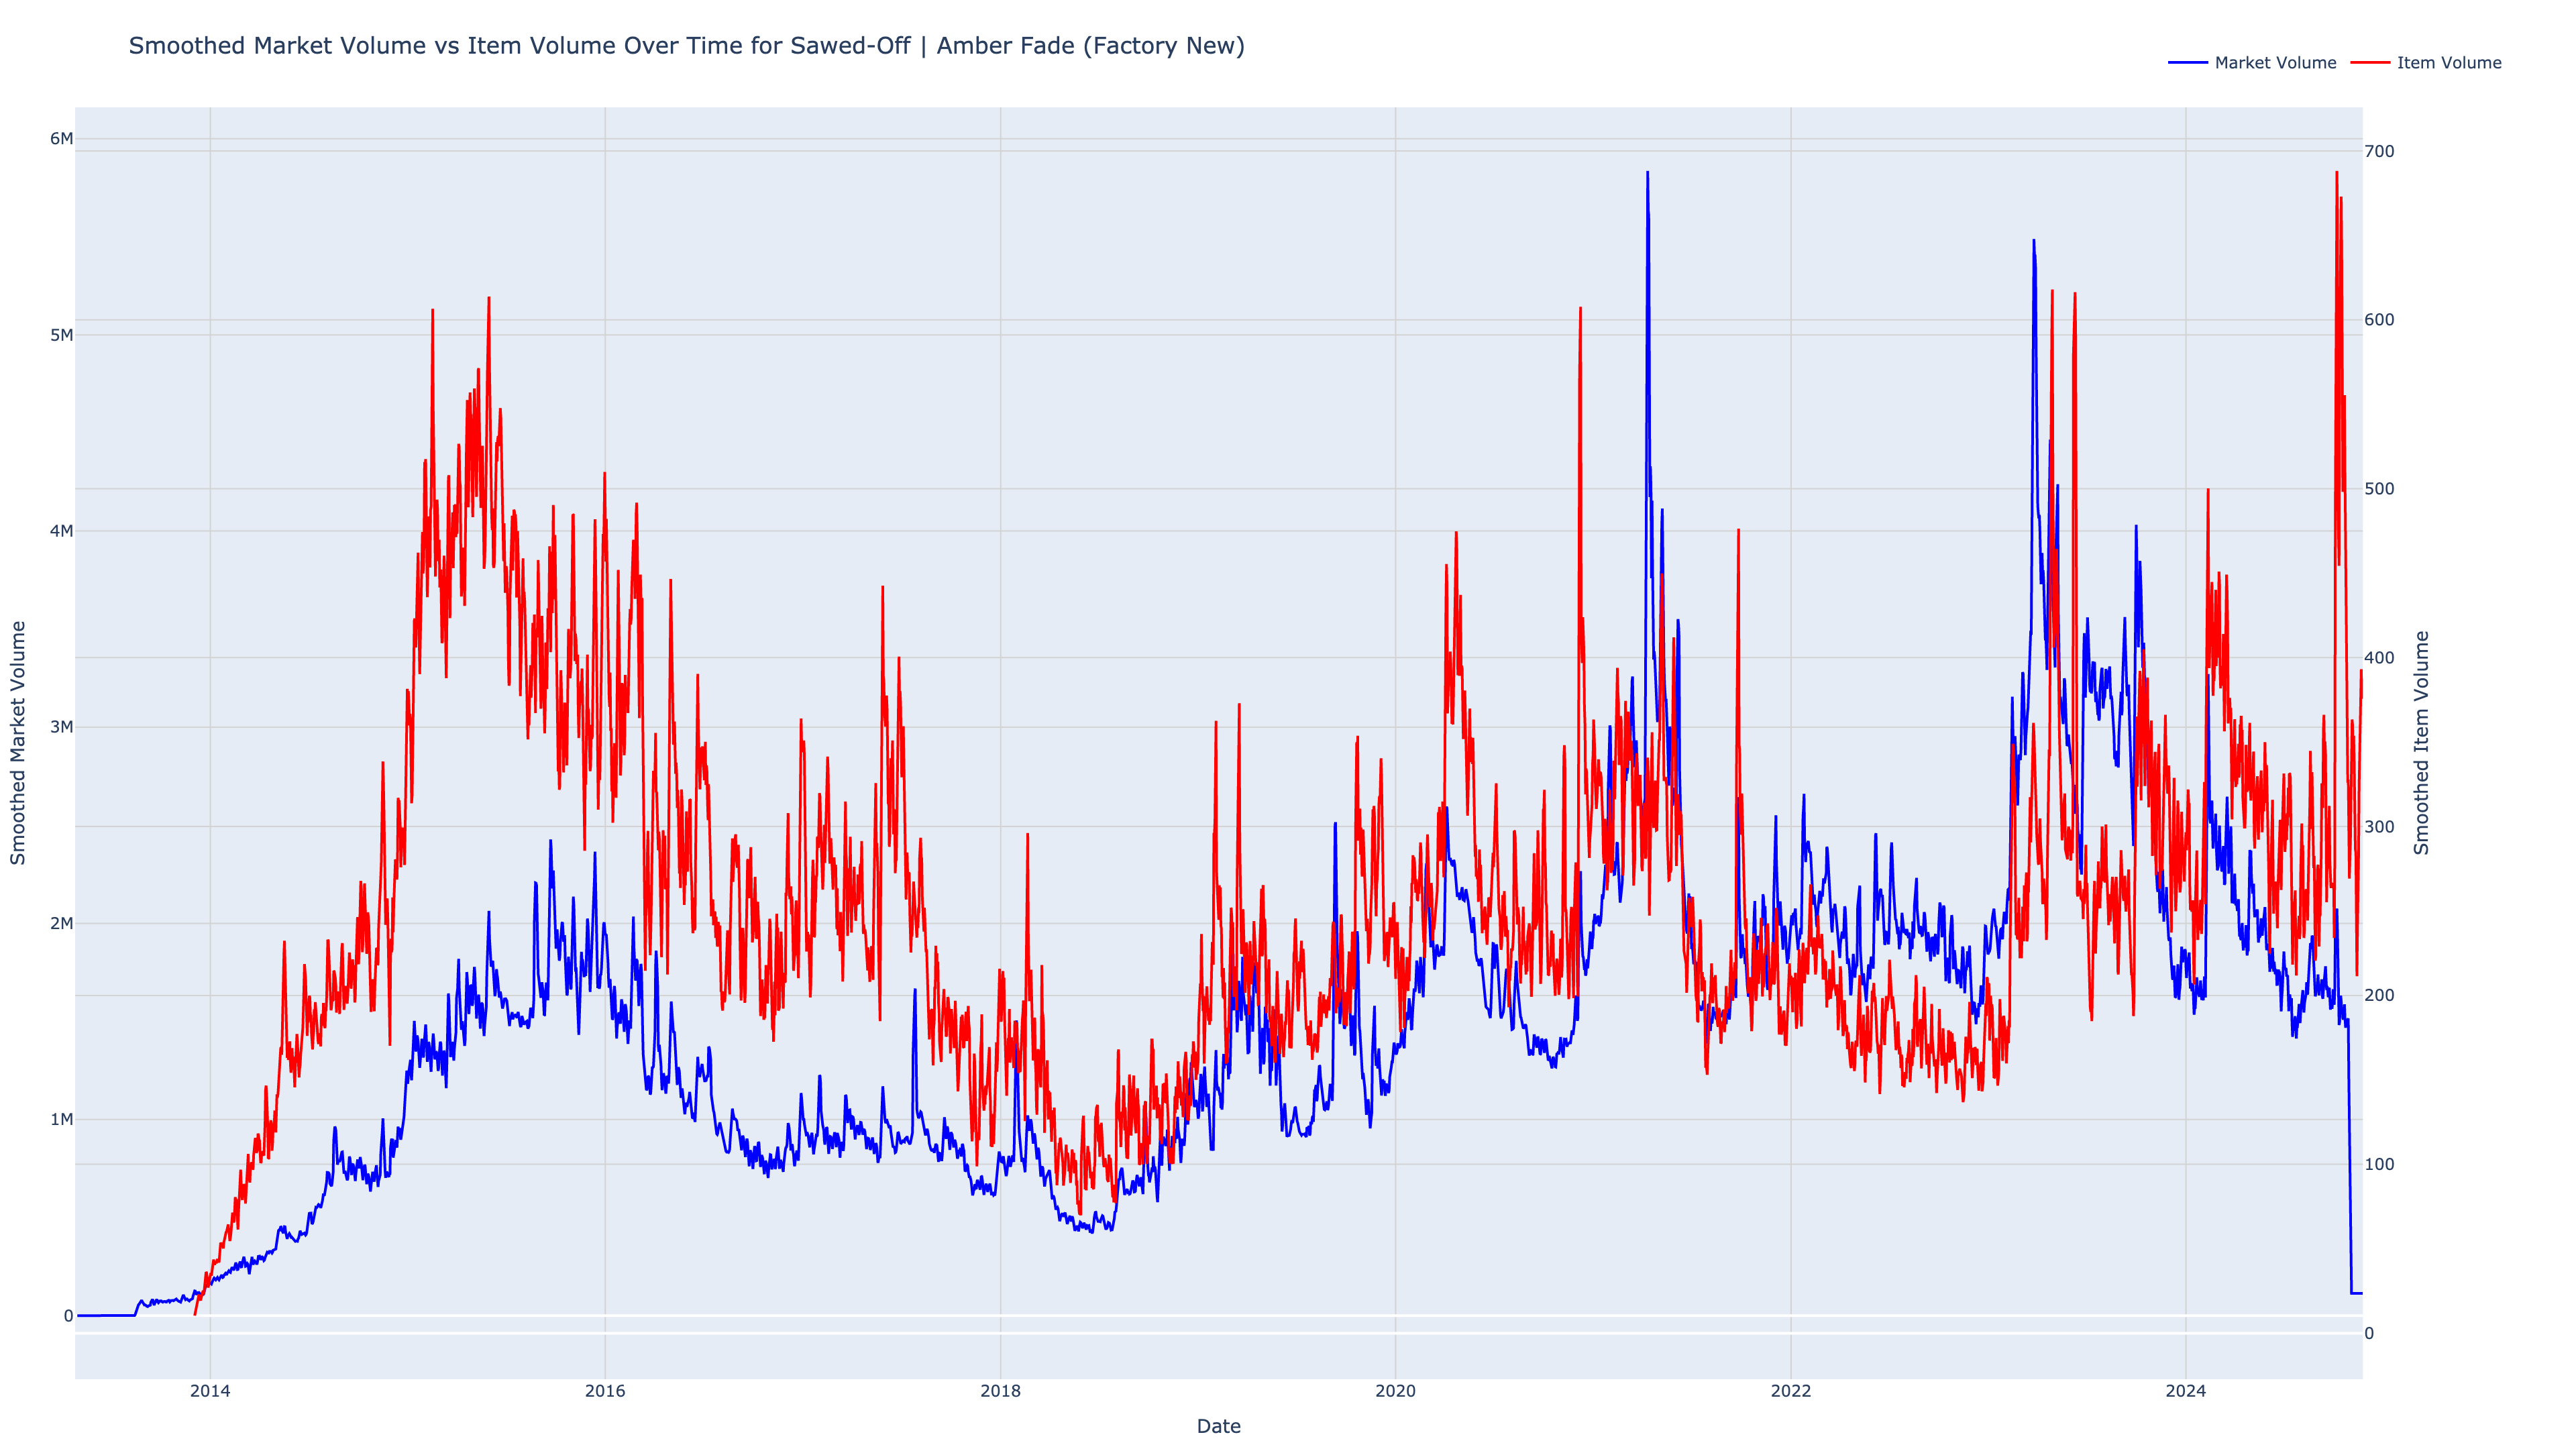 Smoothed Market Volume vs Item Volume Over Time for Sawed-Off | Amber Fade (Factory New)
Market Volume
Item Volume
6M
5M
4M
3M
2M
1M
0
Smoothed Market Volume
700
600
500
400
300
200
100
0
Smoothed Item Volume
2014
2016
2018
2020
2022
2024
Date